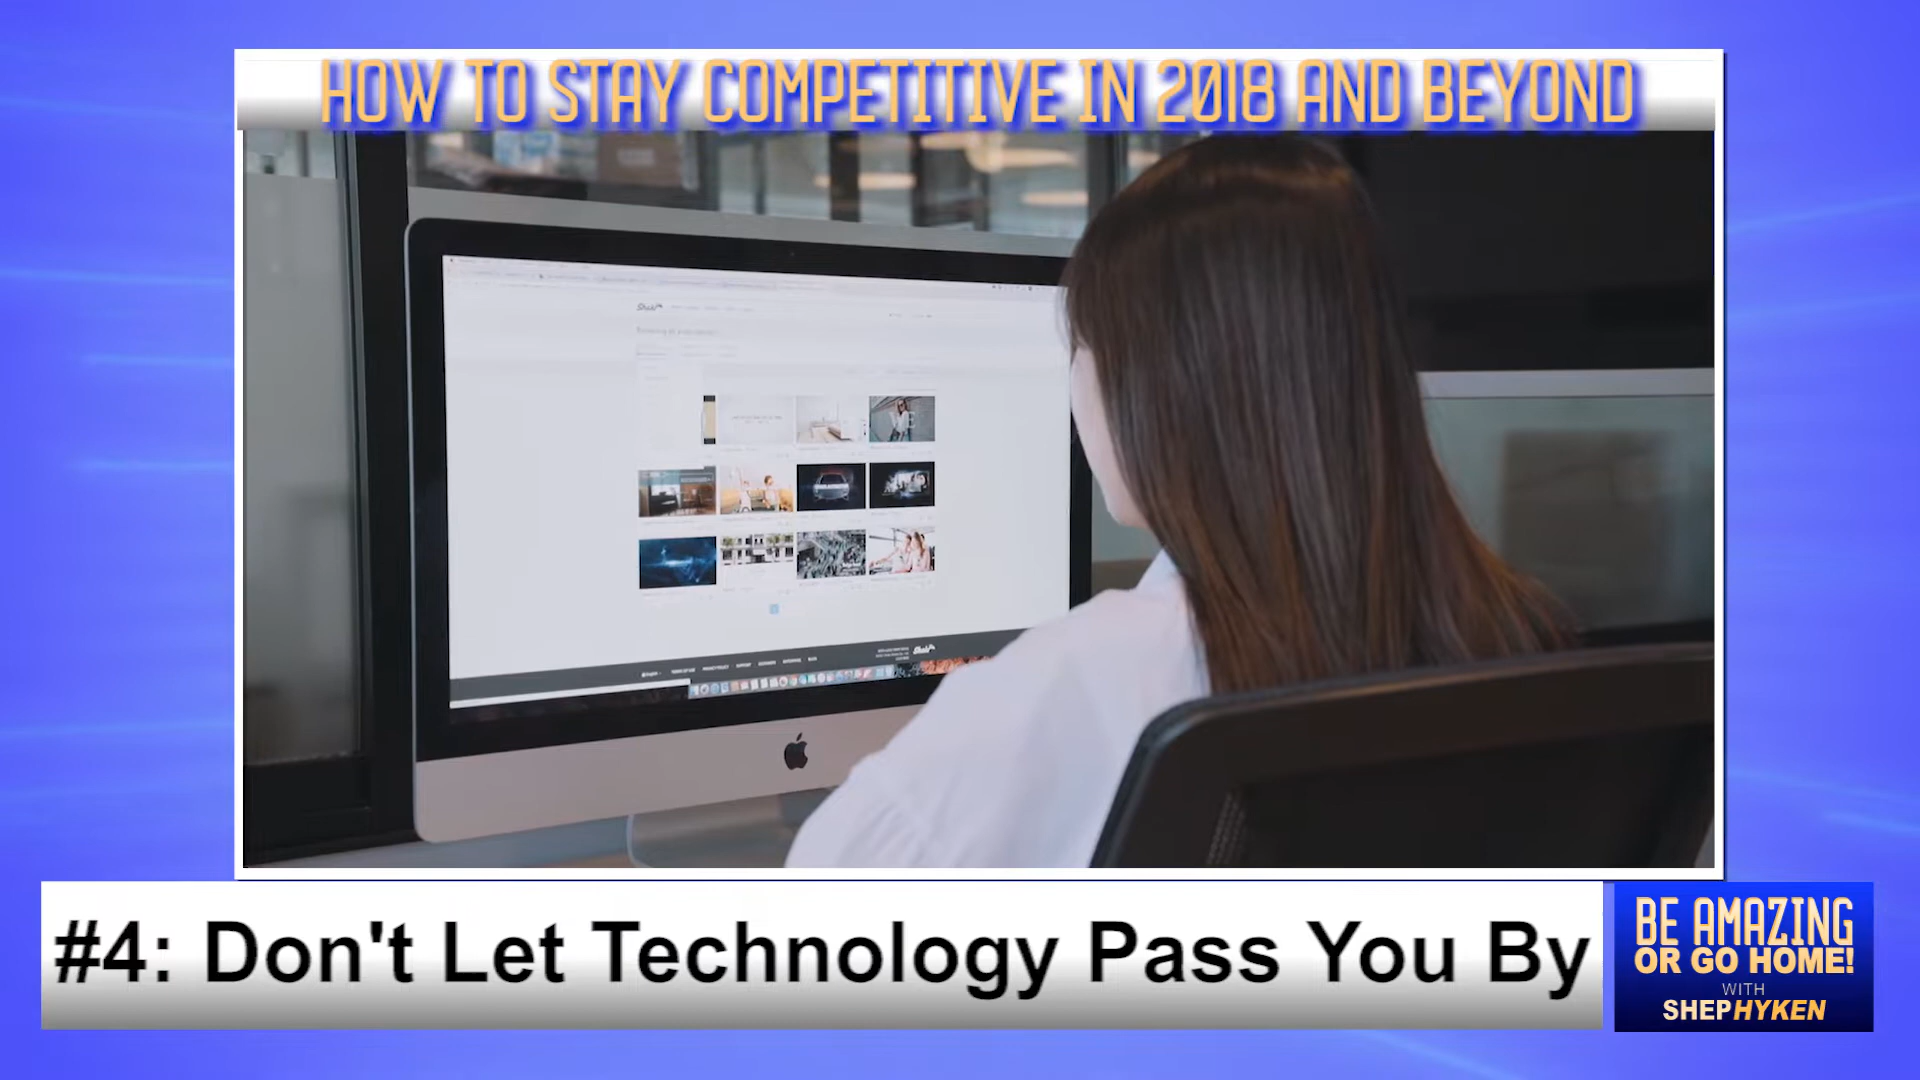 HOW TO STAY COMPETITIVE IN 2018 AND BEYOND
#4: Don't Let Technology Pass You By
BE AMAZING
OR GO HOME!
WITH
SHEPHYKEN